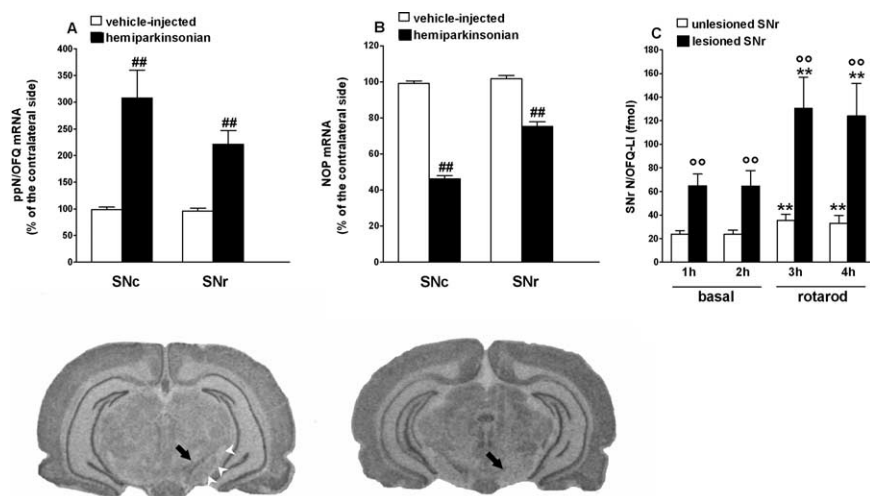 A
vehicle-injected
hemiparkinsonian
ppN/OFQ mRNA
(% of the contralateral side)
400
350
300
250
200
150
100
50
0
##
##
SNc
SNr
B
vehicle-injected
hemiparkinsonian
NOP mRNA
(% of the contralateral side)
120
100
80
60
40
20
0
##
##
SNc
SNr
C
unlesioned SNr
lesioned SNr
SNr N/OFQ-LI (fmol)
180
160
140
120
100
80
60
40
20
0
°°
°°
°°
**
°°
**
**
**
1h
2h
3h
4h
basal
rotarod